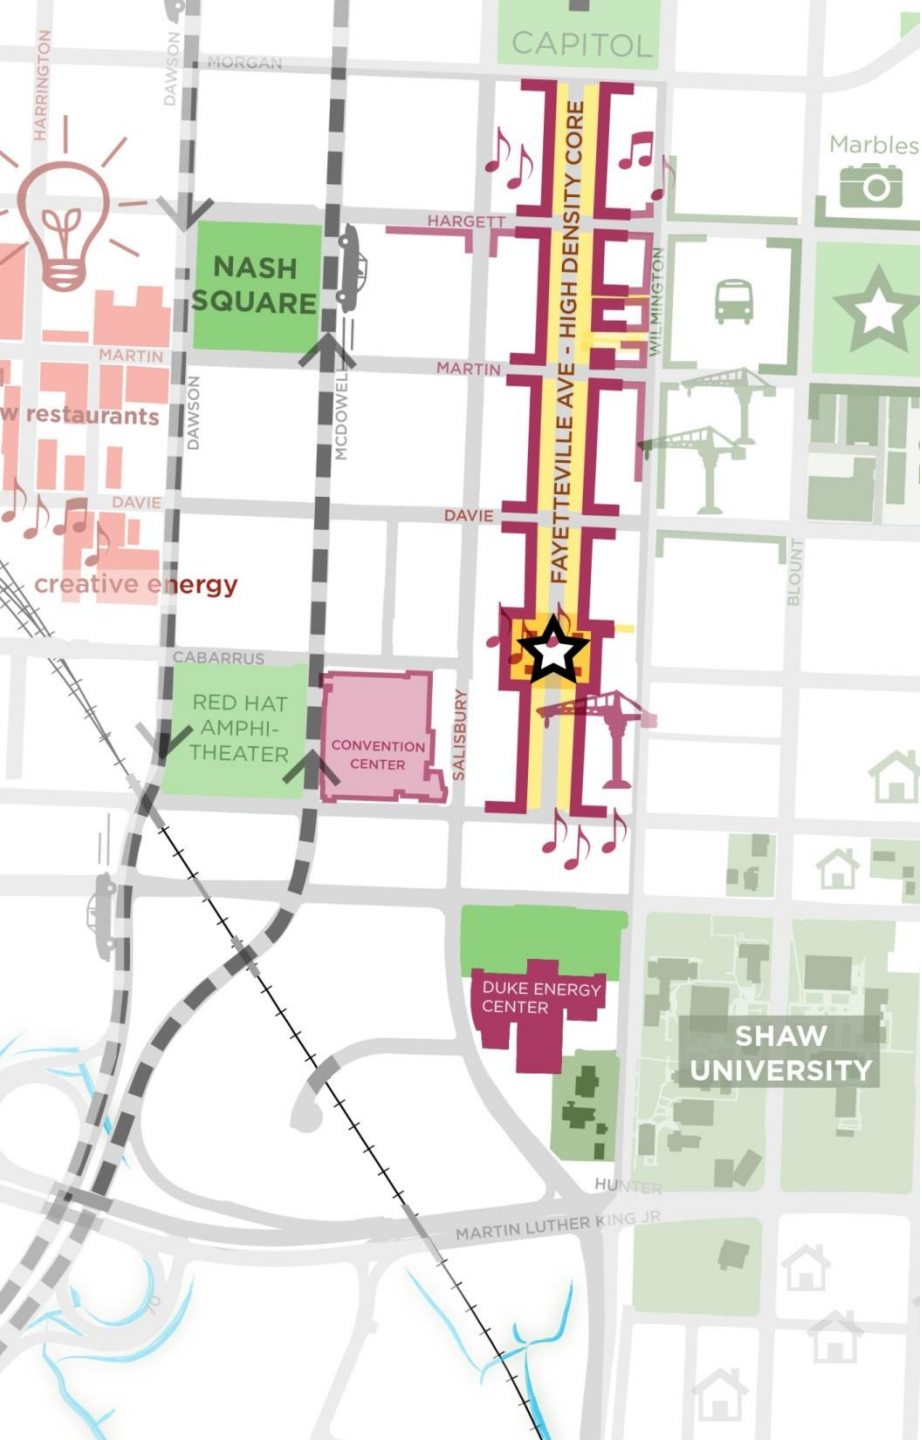 CAPITOL
HARRINGTON
DAWSON
MORGAN
Marbles
HARGETT
FAYETTEVILLE AVE - HIGH DENSITY CORE
WILMINGTON
NASH
SQUARE
MARTIN
MARTIN
DAWSON
MCDOWELL
w restaurants
DAVIE
DAVIE
BLOUNT
creative energy
CABARRUS
RED HAT
AMPHI-
THEATER
CONVENTION
CENTER
SALISBURY
DUKE ENERGY
CENTER
SHAW
UNIVERSITY
HUNTER
MARTIN LUTHER KING JR
70